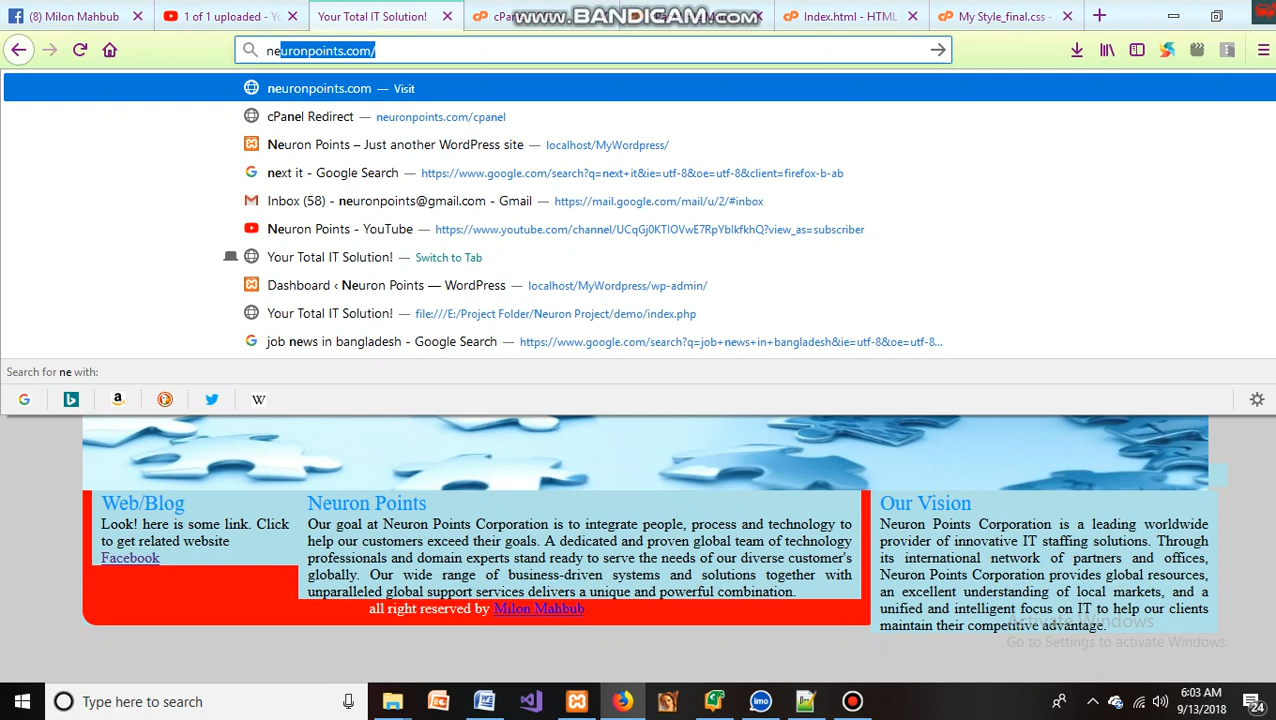 (8) Milon Mahbub
1 of 1 uploaded - Yo
Your Total IT Solution!
cPan
Index.html - HTML
My Style_final.css -
www.BANDICAM.com
neuronpoints.com/
neuronpoints.com — Visit
cPanel Redirect — neuronpoints.com/cpanel
Neuron Points – Just another WordPress site — localhost/MyWordpress/
next it - Google Search — https://www.google.com/search?q=next+it&ie=utf-8&oe=utf-8&client=firefox-b-ab
Inbox (58) - neuronpoints@gmail.com - Gmail — https://mail.google.com/mail/u/2/#inbox
Neuron Points - YouTube — https://www.youtube.com/channel/UCqGj0KTlOVwE7RpYblkfkhQ?view_as=subscriber
Your Total IT Solution! — Switch to Tab
Dashboard ‹ Neuron Points — WordPress — localhost/MyWordpress/wp-admin/
Your Total IT Solution! — file:///E:/Project Folder/Neuron Project/demo/index.php
job news in bangladesh - Google Search — https://www.google.com/search?q=job+news+in+bangladesh&ie=utf-8&oe=utf-8...
Search for ne with:
Web/Blog
Look! here is some link. Click
to get related website
Facebook
Neuron Points
Our goal at Neuron Points Corporation is to integrate people, process and technology to
help our customers exceed their goals. A dedicated and proven global team of technology
professionals and domain experts stand ready to serve the needs of our diverse customer's
globally. Our wide range of business-driven systems and solutions together with
unparalleled global support services delivers a unique and powerful combination.
all right reserved by Milon Mahbub
Our Vision
Neuron Points Corporation is a leading worldwide
provider of innovative IT staffing solutions. Through
its international network of partners and offices,
Neuron Points Corporation provides global resources,
an excellent understanding of local markets, and a
unified and intelligent focus on IT to help our clients
maintain their competitive advantage.
Activate Windows
Go to Settings to activate Windows.
Type here to search
6:03 AM
9/13/2018
24